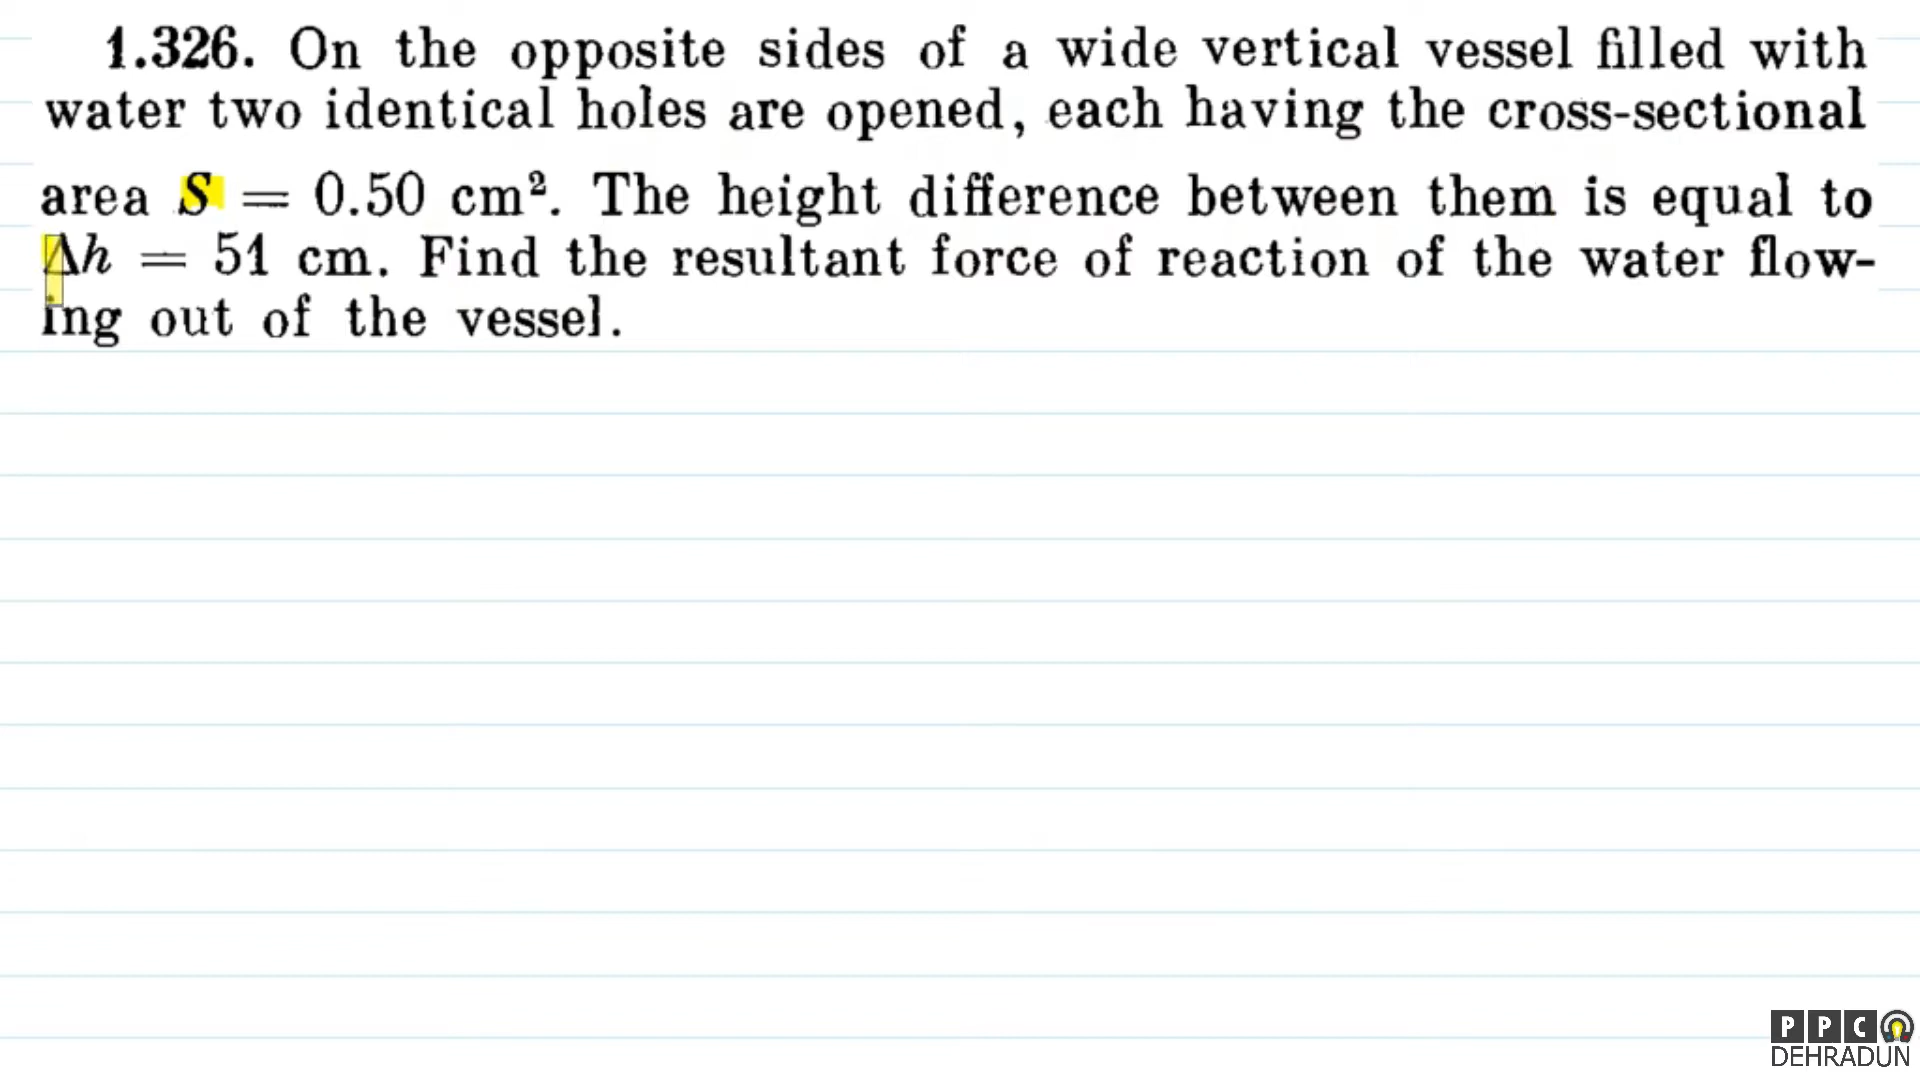 1.326. On the opposite sides of a wide vertical vessel filled with
water two identical holes are opened, each having the cross-sectional
area S = 0.50 cm². The height difference between them is equal to
Δh = 51 cm. Find the resultant force of reaction of the water flow-
ing out of the vessel.
PPC
DEHRADUN